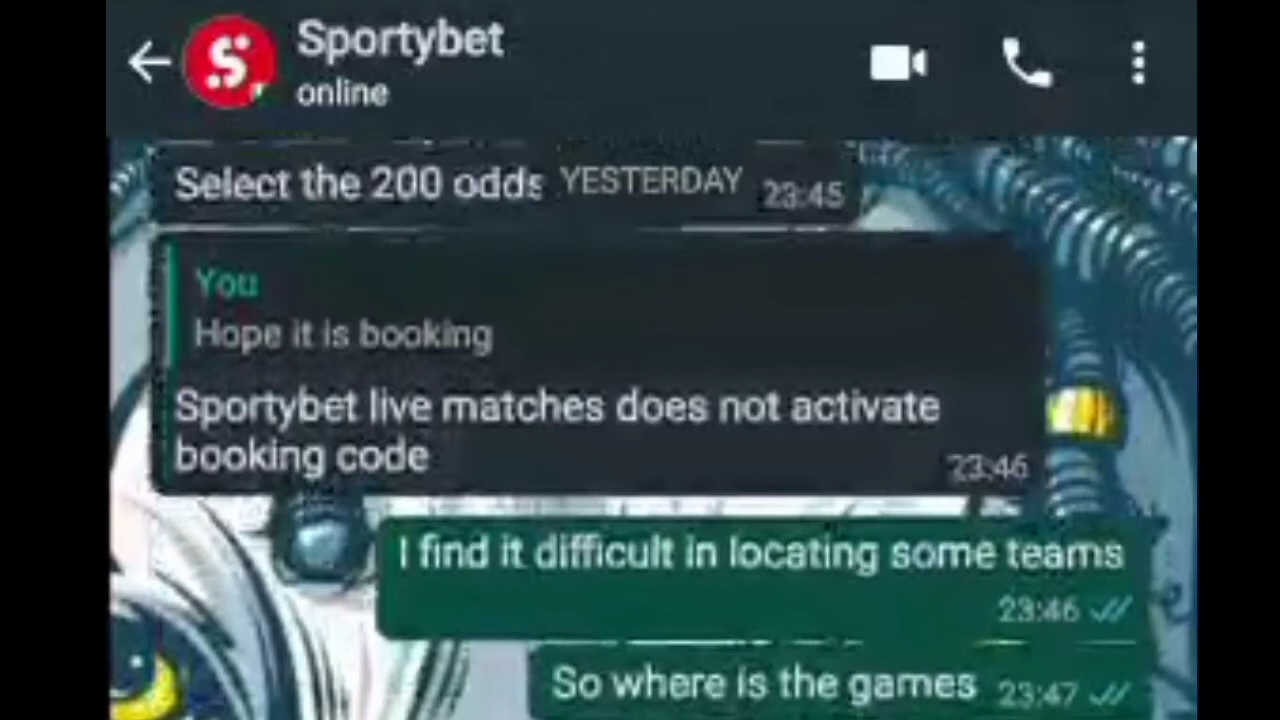 Sportybet
online
Select the 200 odds YESTERDAY 23:45
You
Hope it is booking
Sportybet live matches does not activate
booking code
23:46
I find it difficult in locating some teams
23:46
So where is the games 23:47